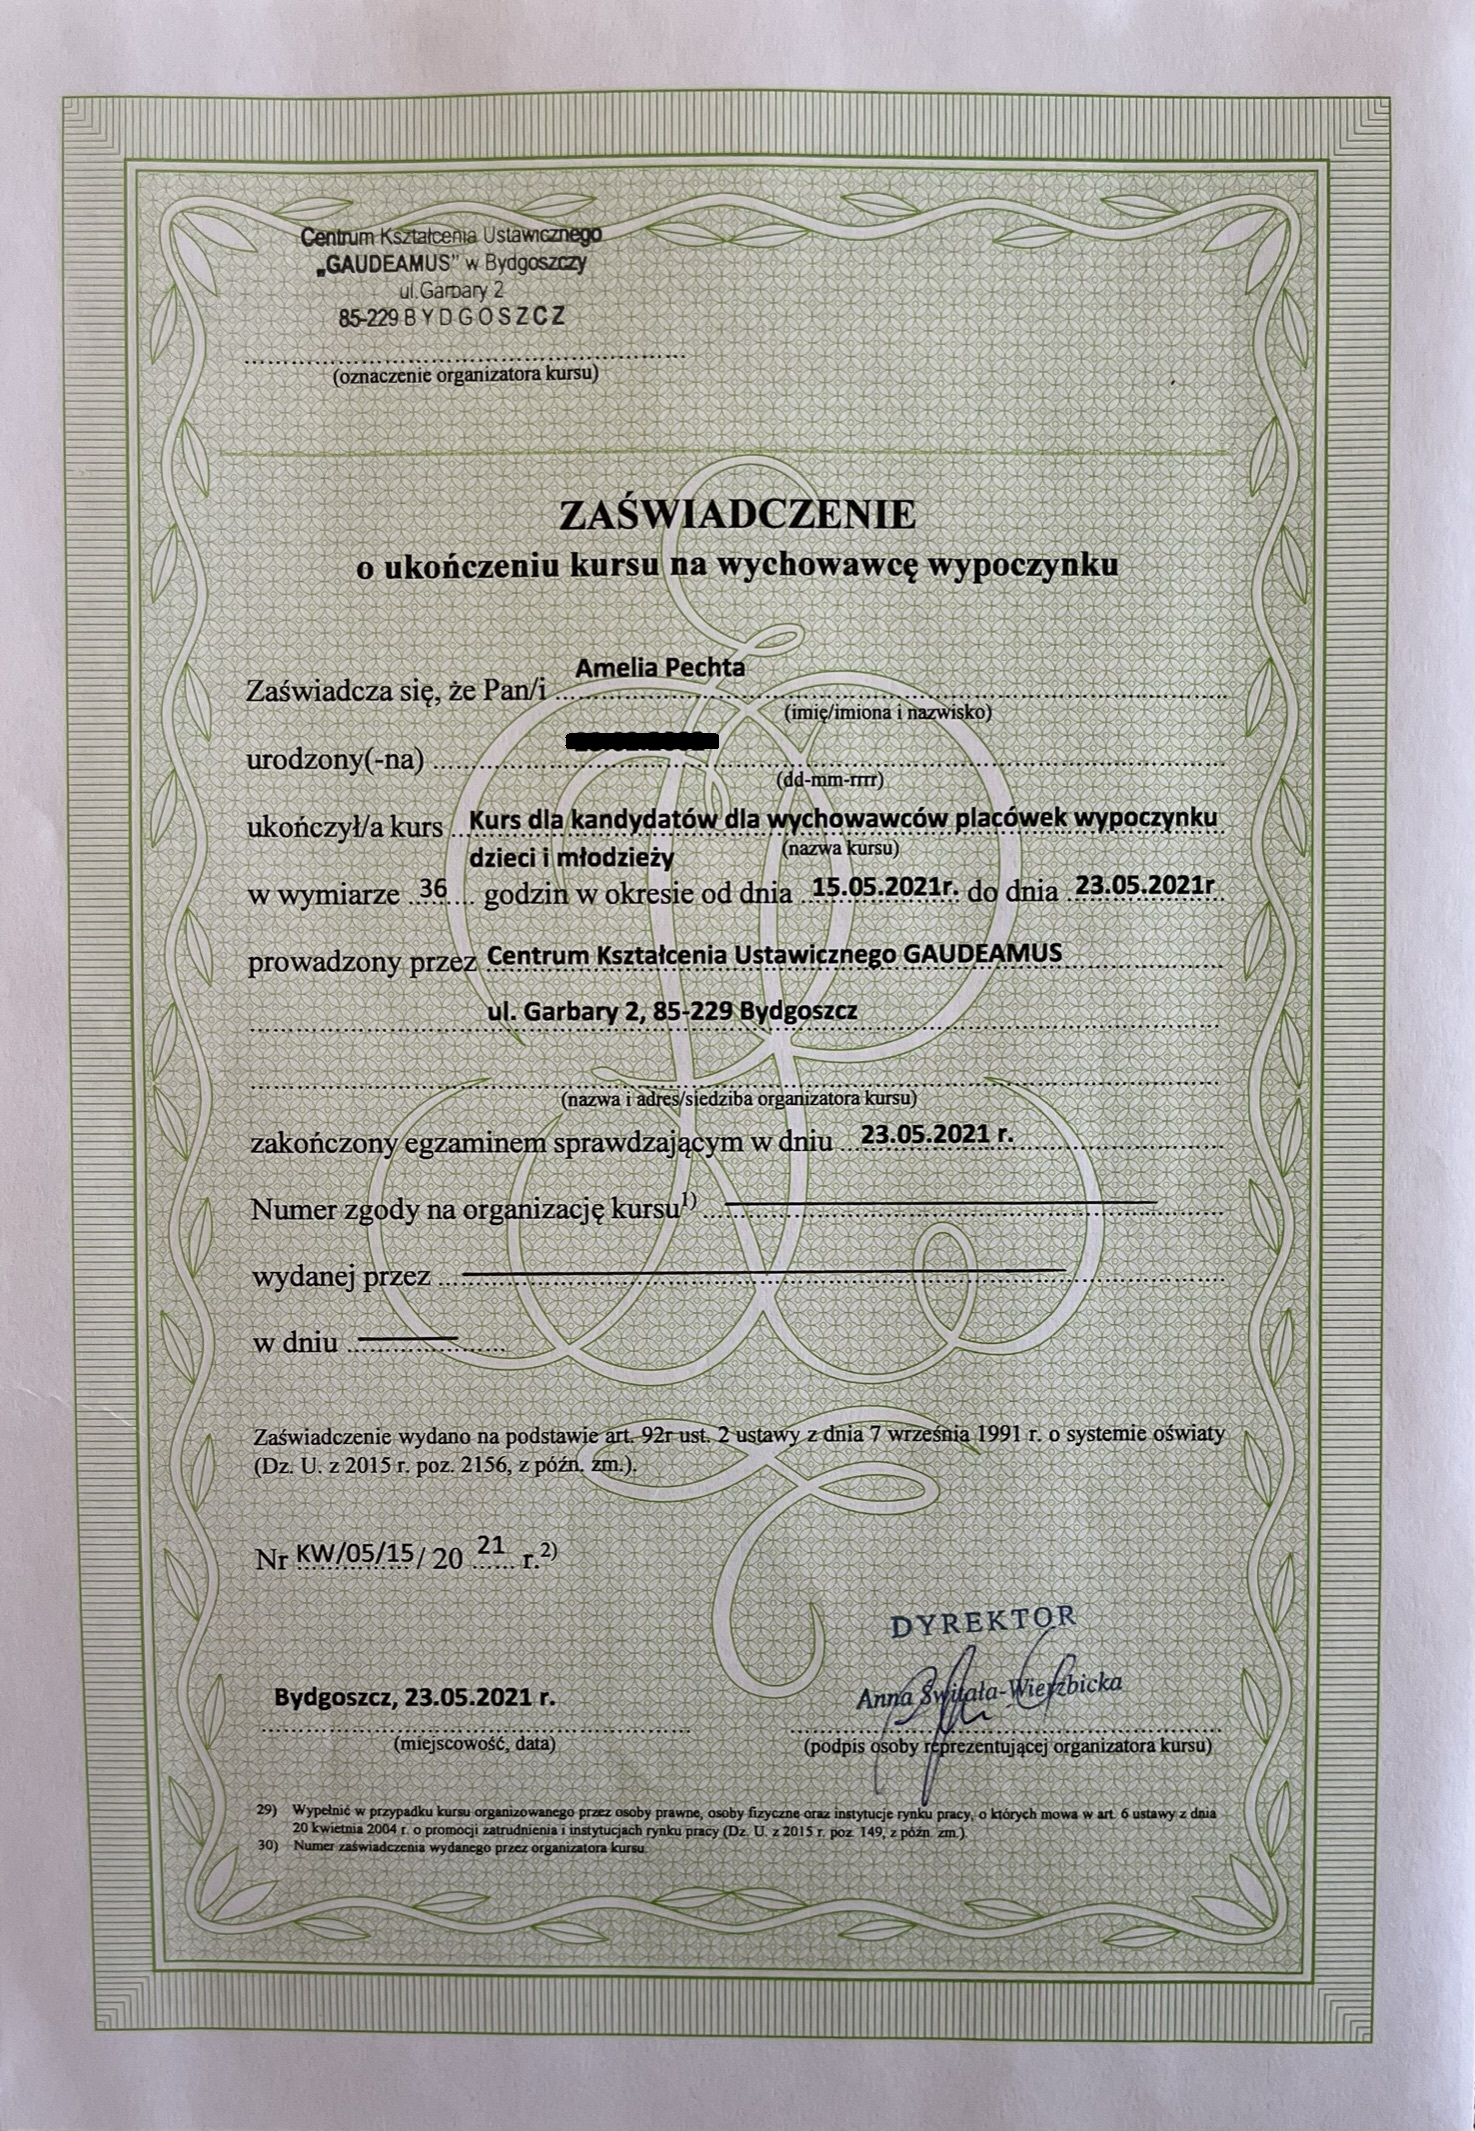 Centrum Kształcenia Ustawicznego
„GAUDEAMUS" w Bydgoszczy
ul.Garbary 2
85-229 BYDGOSZCZ
(oznaczenie organizatora kursu)
ZAŚWIADCZENIE
o ukończeniu kursu na wychowawcę wypoczynku
Zaświadcza się, że Pan/i Amelia Pechta
(imię/imiona i nazwisko)
urodzony(-na)
(dd-mm-rrrr)
ukończył/a kurs Kurs dla kandydatów dla wychowawców placówek wypoczynku
dzieci i młodzieży (nazwa kursu)
w wymiarze 36 godzin w okresie od dnia 15.05.2021r. do dnia 23.05.2021r
prowadzony przez Centrum Kształcenia Ustawicznego GAUDEAMUS
ul. Garbary 2, 85-229 Bydgoszcz
(nazwa i adres/siedziba organizatora kursu)
zakończony egzaminem sprawdzającym w dniu 23.05.2021 r.
Numer zgody na organizację kursu1)
wydanej przez
w dniu
Zaświadczenie wydano na podstawie art. 92r ust. 2 ustawy z dnia 7 września 1991 r. o systemie oświaty
(Dz. U. z 2015 r. poz. 2156, z późn. zm.).
Nr KW/05/15/ 20 21 r.2)
DYREKTOR
Anna Świtała-Wierzbicka
Bydgoszcz, 23.05.2021 r.
(miejscowość, data)
(podpis osoby reprezentującej organizatora kursu)
29) Wypełnić w przypadku kursu organizowanego przez osoby prawne, osoby fizyczne oraz instytucje rynku pracy, o których mowa w art. 6 ustawy z dnia
20 kwietnia 2004 r. o promocji zatrudnienia i instytucjach rynku pracy (Dz. U. z 2015 r. poz. 149, z późn. zm.).
30) Numer zaświadczenia wydanego przez organizatora kursu.